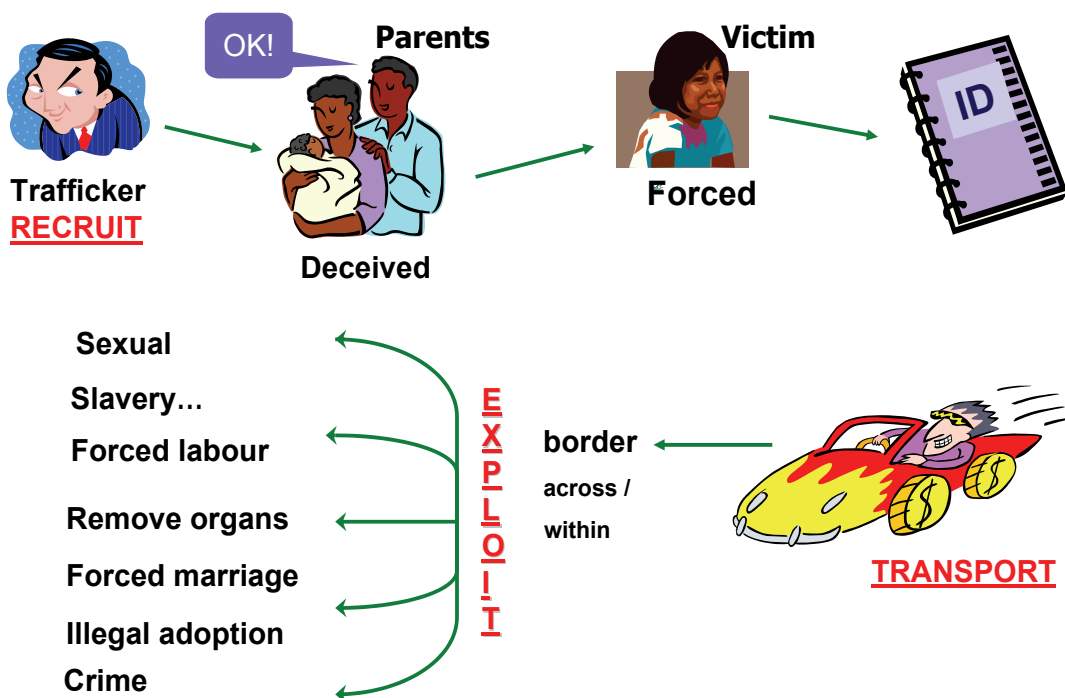 OK!
Parents
Victim
ID
Trafficker
RECRUIT
Deceived
Forced
Sexual
Slavery…
Forced labour
Remove organs
Forced marriage
Illegal adoption
Crime
EXPLOIT
border
across /
within
$ $
TRANSPORT